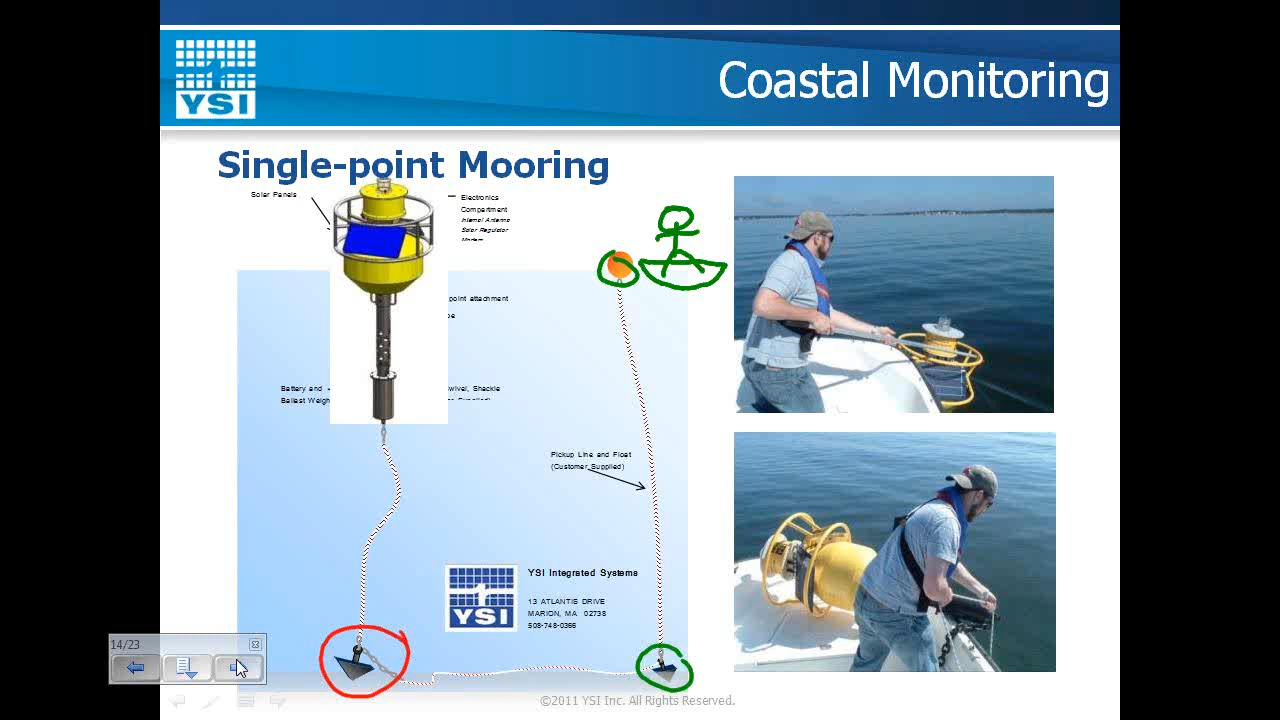 YSI
Coastal Monitoring
Single-point Mooring
Solar Panels
Electronics
Compartment
Internal Antenna
Solar Regulator
Modem
point attachment
Battery and
Ballast Weigh
wivel, Shackle
Pickup Line and Float
(Customer Supplied)
YSI
YSI Integrated Systems
13 ATLANTIS DRIVE
MARION, MA 02738
508-748-0366
14/23
©2011 YSI Inc. All Rights Reserved.